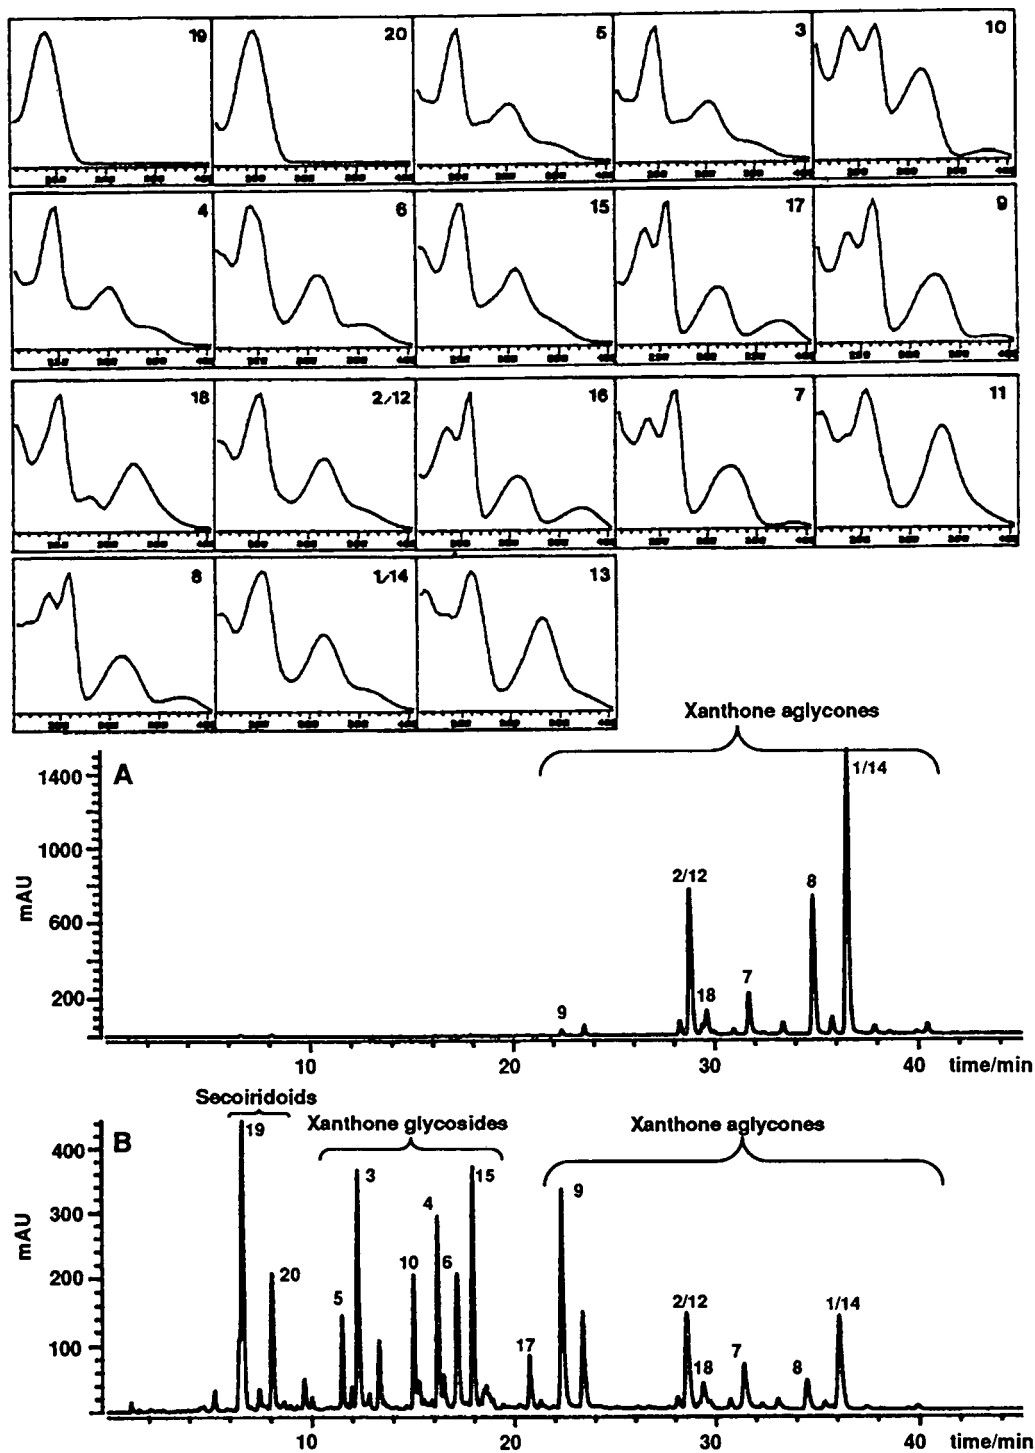 19 20 5 3 10
4 6 15 17 9
18 2/12 16 7 11
8 1/14 13
Xanthone aglycones
A
1400
1000
600
200
mAU
1/14
2/12
8
7
18
9
10 20 30 40 time/min
Secoiridoids
Xanthone glycosides
Xanthone aglycones
B
400
300
200
100
mAU
19
20
5
3
10
4
6
15
17
9
2/12
18
7
8
1/14
10 20 30 40 time/min